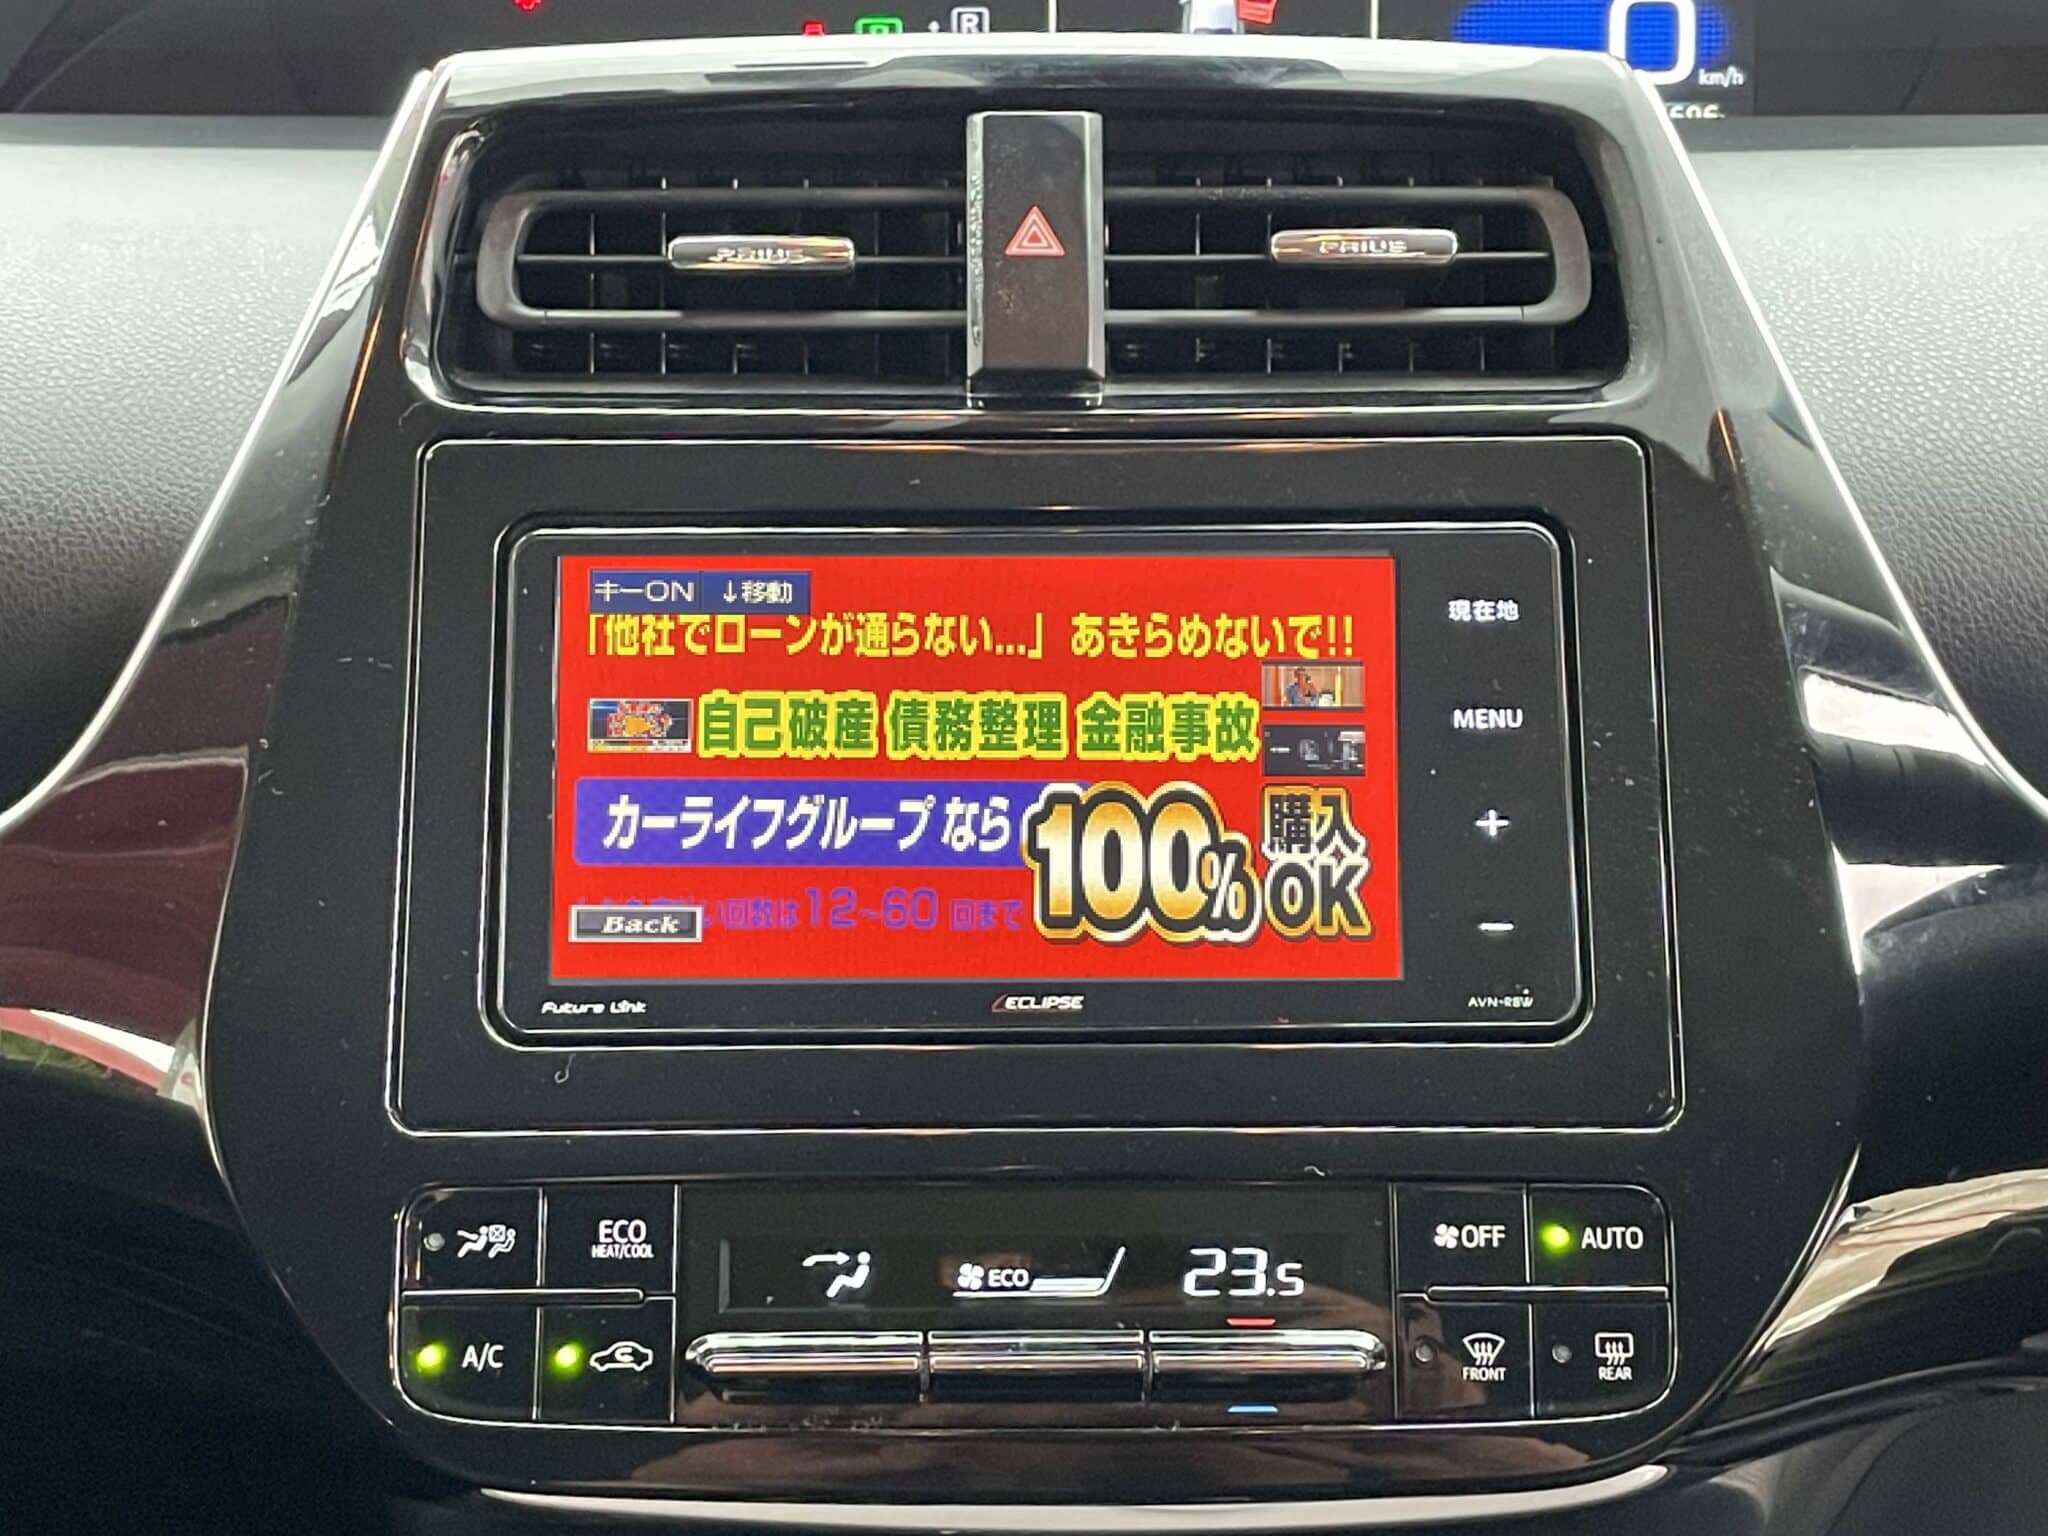 R
0
km/h
PRIUS
PRIUS
キーON ↓移動
「他社でローンが通らない...」 あきらめないで!!
自己破産 債務整理 金融事故
カーライフグループ なら
100%
購入
OK
い回数は12～60 回まで
Back
現在地
MENU
+
−
Future Link
ECLIPSE
AVN-R8W
ECO
HEAT/COOL
ECO
23.5
OFF
AUTO
A/C
FRONT
REAR